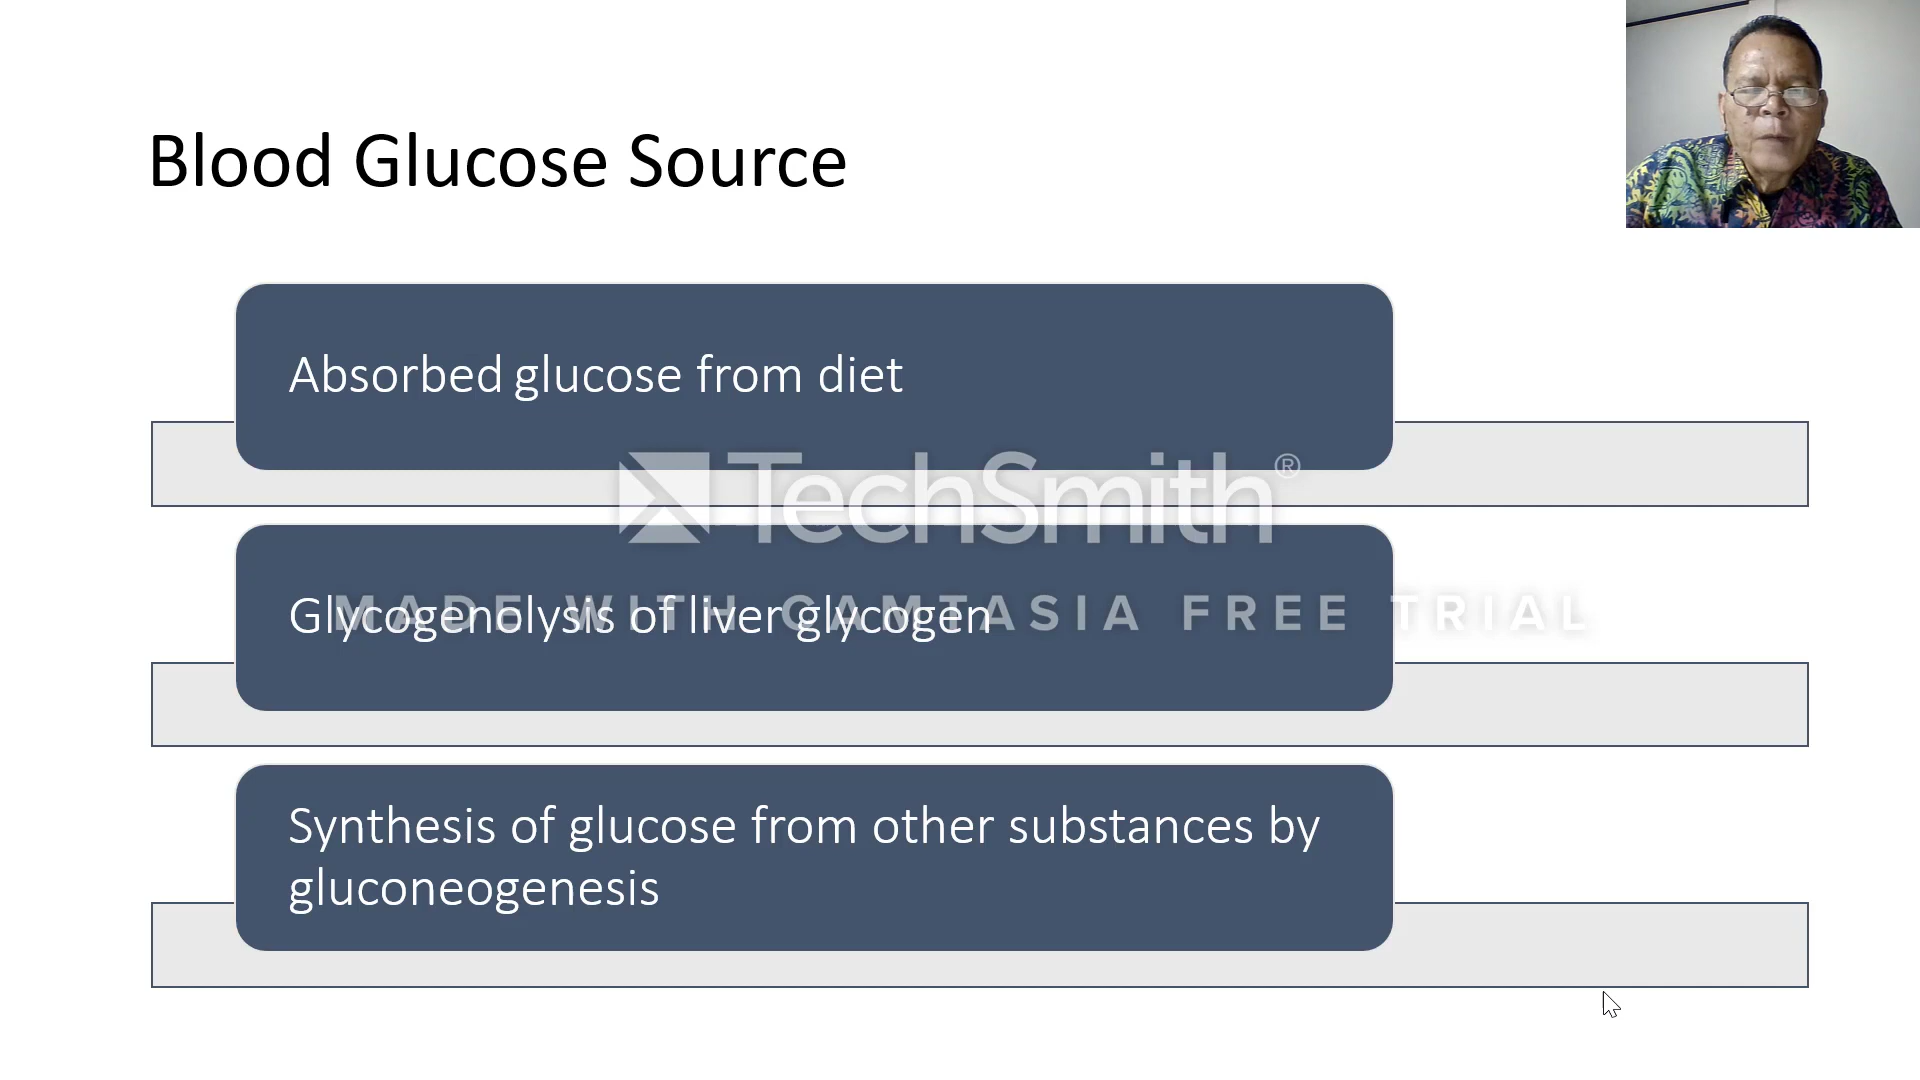 Blood Glucose Source
Absorbed glucose from diet
TechSmith®
Glycogenolysis of liver glycogen
MADE WITH CAMTASIA FREE TRIAL
Synthesis of glucose from other substances by
gluconeogenesis